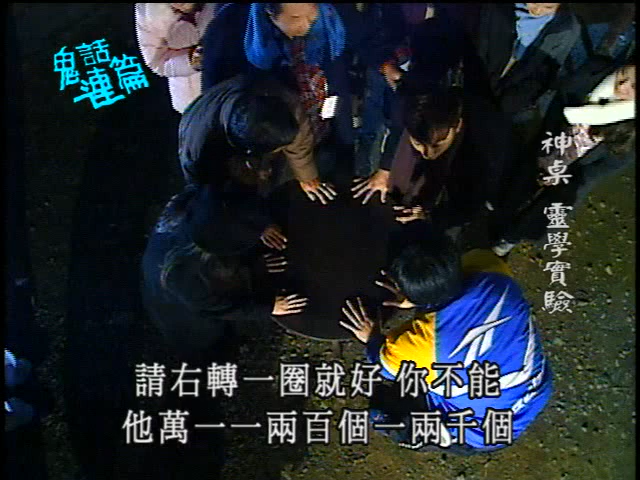 鬼話
連篇
神桌 靈學實驗
請右轉一圈就好 你不能
他萬一一兩百個一兩千個